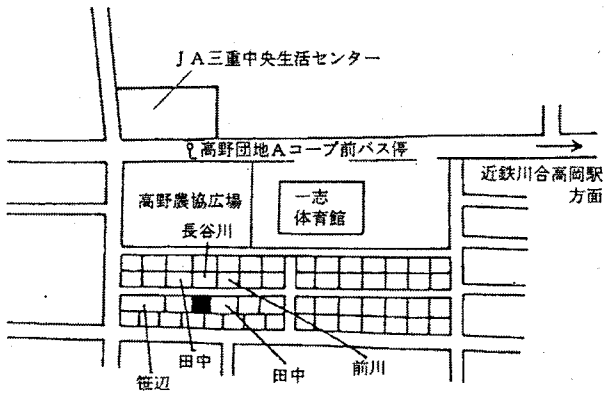 JA三重中央生活センター
高野団地Aコープ前バス停
近鉄川合高岡駅
方面
高野農協広場
一志
体育館
長谷川
田中
田中
前川
笹辺